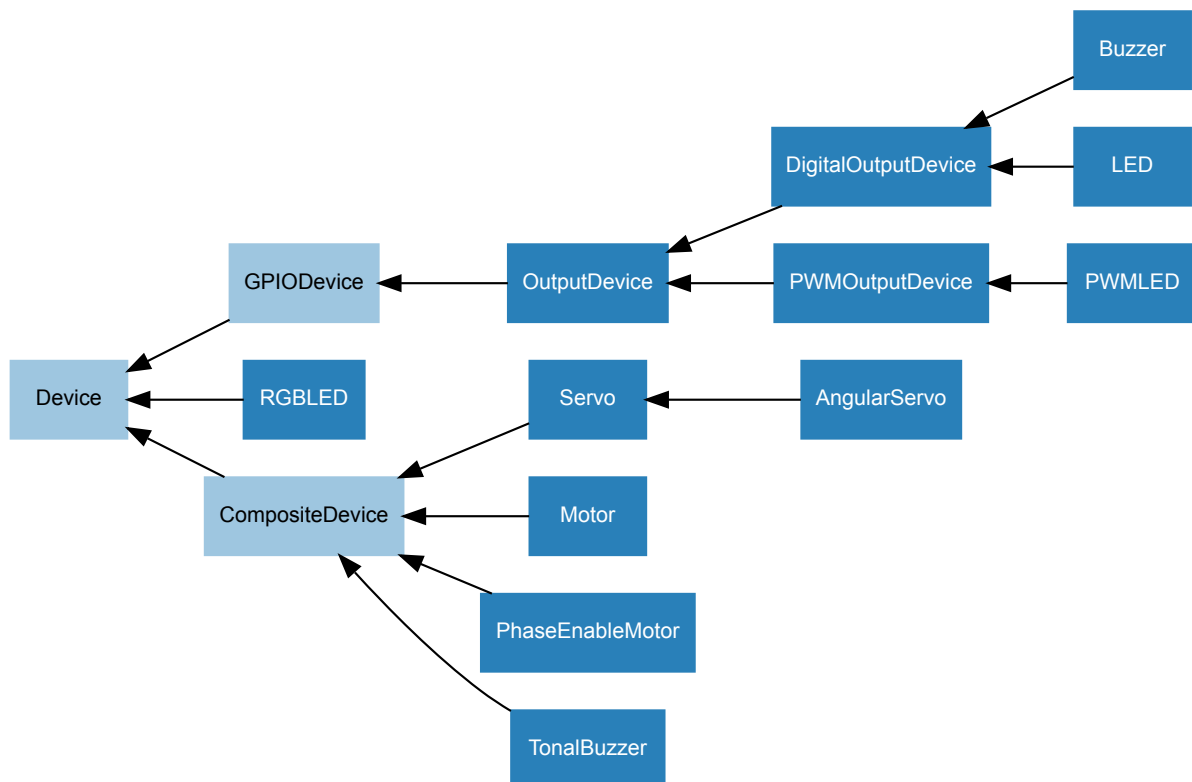 Buzzer
DigitalOutputDevice
LED
GPIODevice
OutputDevice
PWMOutputDevice
PWMLED
Device
RGBLED
Servo
AngularServo
CompositeDevice
Motor
PhaseEnableMotor
TonalBuzzer